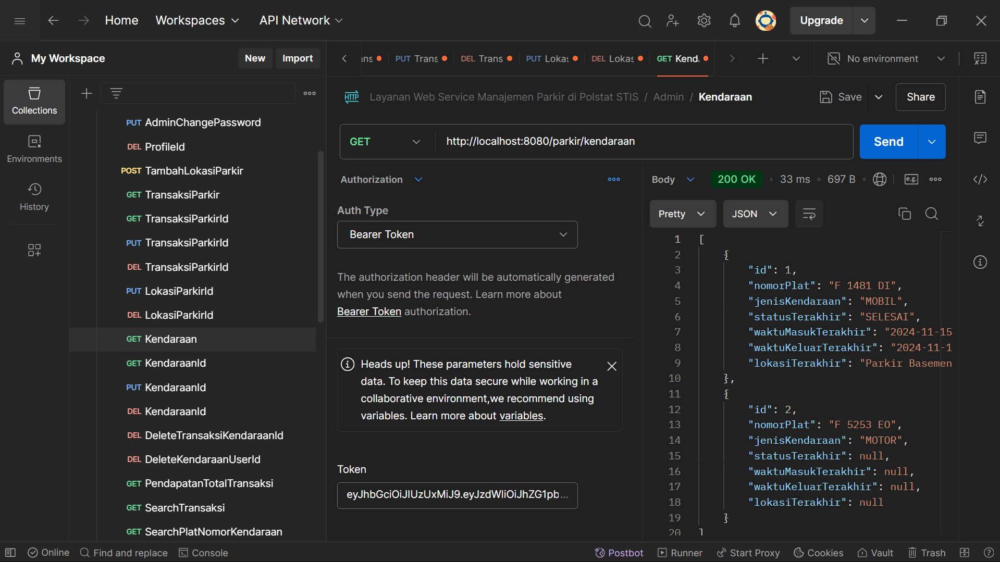 Home
Workspaces
API Network
Upgrade
My Workspace
New
Import
ns
PUT Trans
DEL Trans
PUT Lokas
DEL Lokas
GET Kend
No environment
Collections
Environments
History
PUT AdminChangePassword
DEL ProfileId
POST TambahLokasiParkir
GET TransaksiParkir
GET TransaksiParkirId
PUT TransaksiParkirId
DEL TransaksiParkirId
PUT LokasiParkirId
DEL LokasiParkirId
GET Kendaraan
GET KendaraanId
PUT KendaraanId
DEL KendaraanId
DEL DeleteTransaksiKendaraanId
DEL DeleteKendaraanUserId
GET PendapatanTotalTransaksi
GET SearchTransaksi
GET SearchPlatNomorKendaraan
HTTP Layanan Web Service Manajemen Parkir di Polstat STIS / Admin / Kendaraan
Save
Share
GET
http://localhost:8080/parkir/kendaraan
Send
Authorization
Auth Type
Bearer Token
The authorization header will be automatically generated
when you send the request. Learn more about
Bearer Token authorization.
Heads up! These parameters hold sensitive
data. To keep this data secure while working in a
collaborative environment,we recommend using
variables. Learn more about variables.
Token
eyJhbGciOiJIUzUxMiJ9.eyJzdWIiOiJhZG1pb...
Body
200 OK
33 ms
697 B
e.g.
Pretty
JSON
1 [
2 {
3 "id": 1,
4 "nomorPlat": "F 1481 DI",
5 "jenisKendaraan": "MOBIL",
6 "statusTerakhir": "SELESAI",
7 "waktuMasukTerakhir": "2024-11-15
8 "waktuKeluarTerakhir": "2024-11-1
9 "lokasiTerakhir": "Parkir Basemen
10 },
11 {
12 "id": 2,
13 "nomorPlat": "F 5253 EO",
14 "jenisKendaraan": "MOTOR",
15 "statusTerakhir": null,
16 "waktuMasukTerakhir": null,
17 "waktuKeluarTerakhir": null,
18 "lokasiTerakhir": null
19 }
20 ]
Online
Find and replace
Console
Postbot
Runner
Start Proxy
Cookies
Vault
Trash